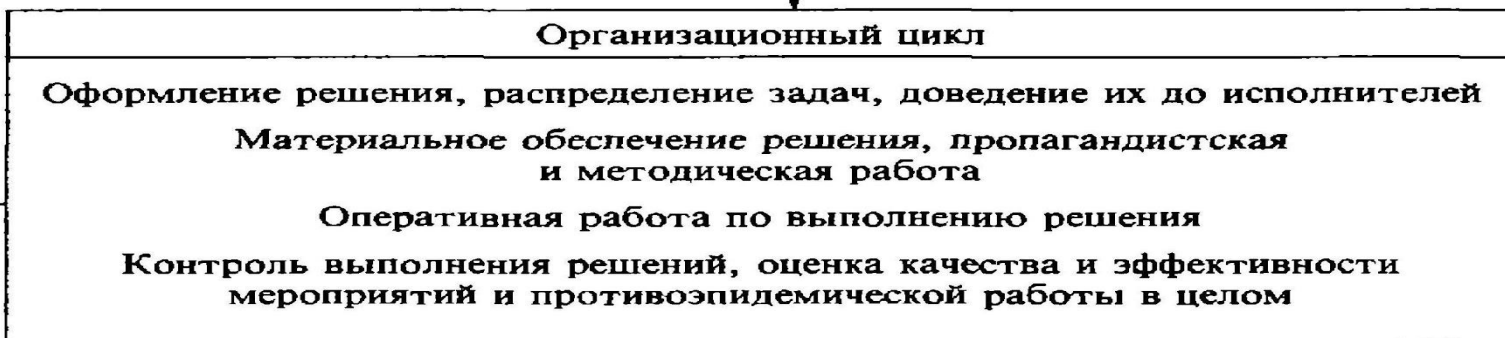 Организационный цикл
Оформление решения, распределение задач, доведение их до исполнителей
Материальное обеспечение решения, пропагандистская
и методическая работа
Оперативная работа по выполнению решения
Контроль выполнения решений, оценка качества и эффективности
мероприятий и противоэпидемической работы в целом